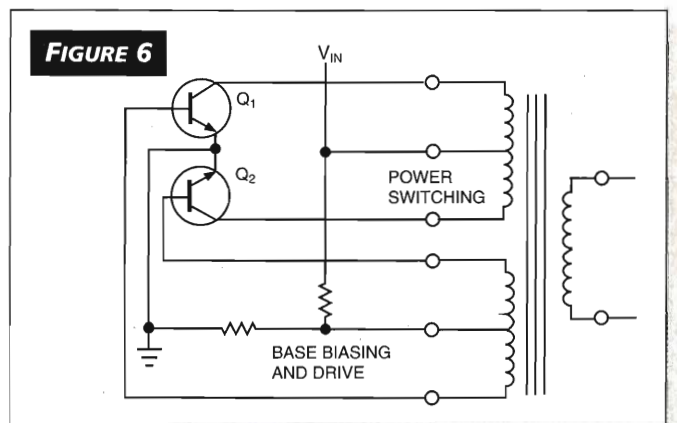 FIGURE 6
VIN
Q1
Q2
POWER
SWITCHING
BASE BIASING
AND DRIVE